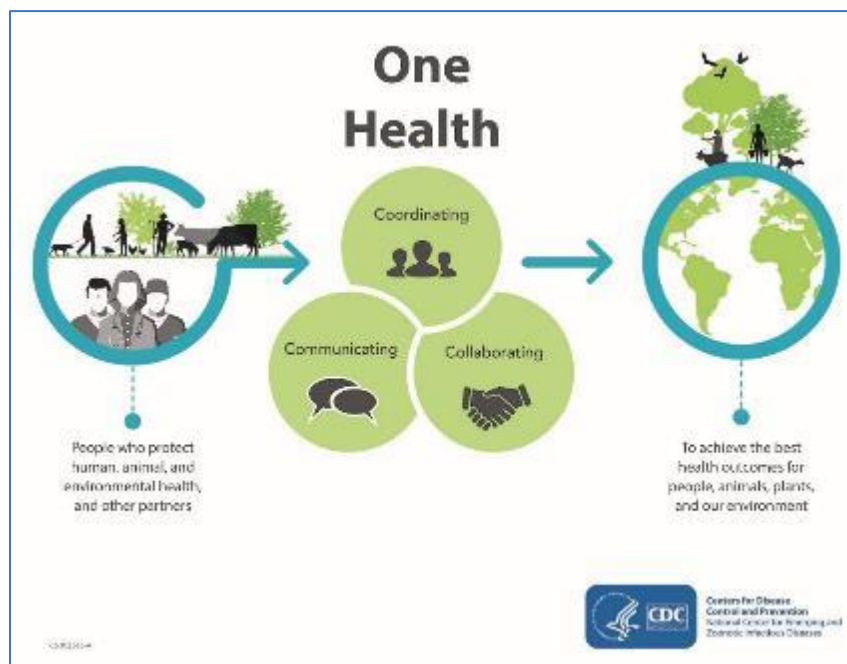 One
Health
Coordinating
Communicating
Collaborating
People who protect
human, animal, and
environmental health,
and other partners
To achieve the best
health outcomes for
people, animals, plants,
and our environment
CDC
Centers for Disease
Control and Prevention
National Center for Emerging and
Zoonotic Infectious Diseases